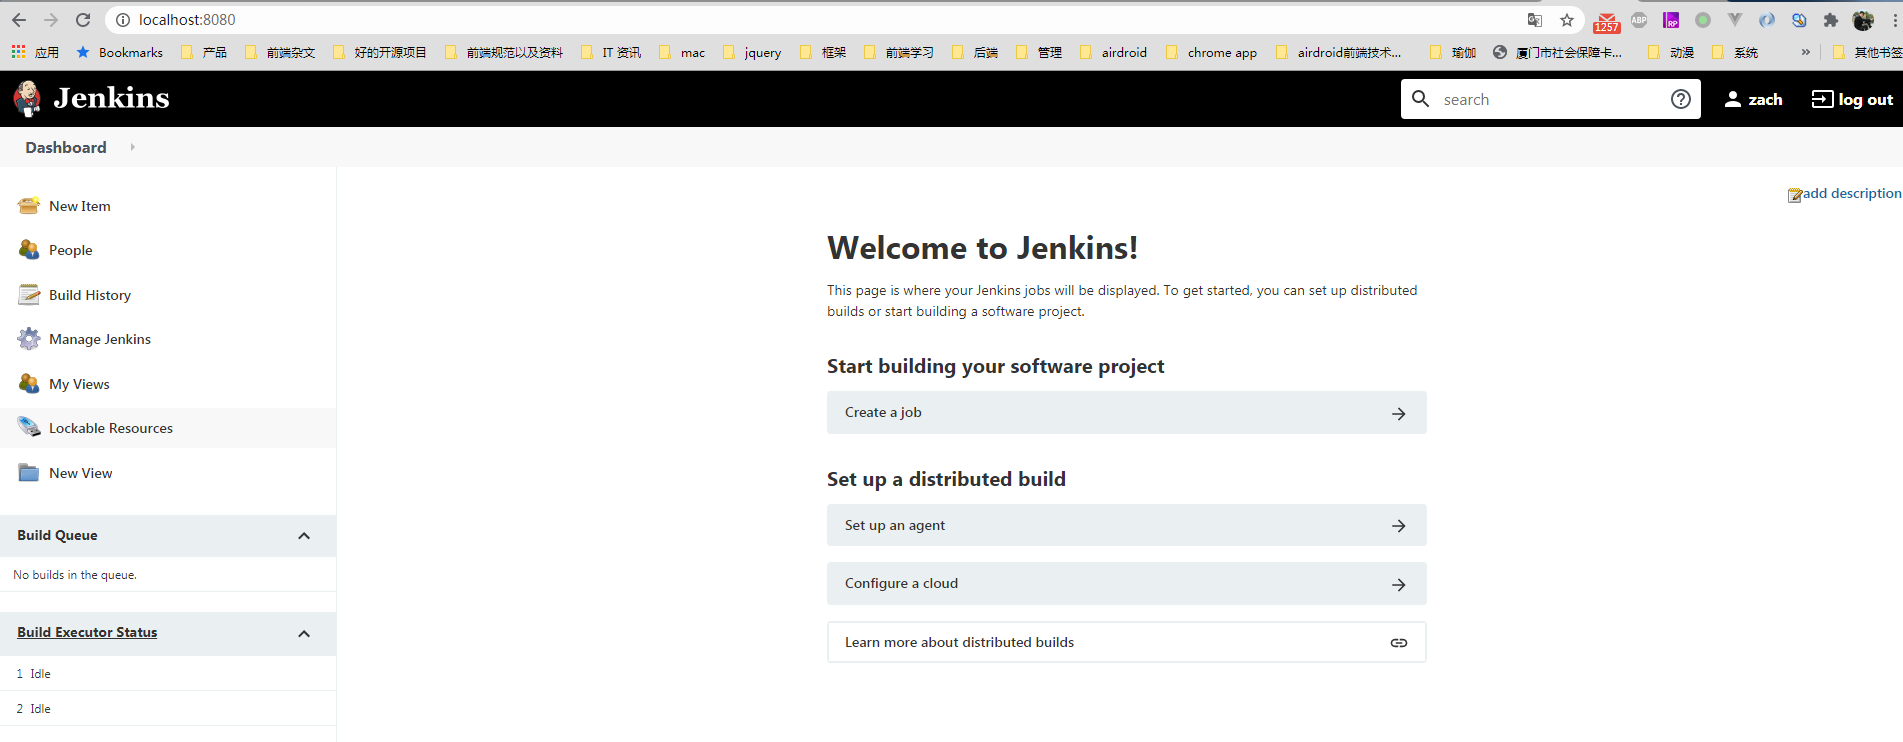 localhost:8080
1257
ABP
RP
应用 Bookmarks 产品 前端杂文 好的开源项目 前端规范以及资料 IT 资讯 mac jquery 框架 前端学习 后端 管理 airdroid chrome app airdroid前端技术... 瑜伽 厦门市社会保障卡... 动漫 系统 » 其他书签
Jenkins
search
zach
log out
Dashboard
add description
New Item
People
Build History
Manage Jenkins
My Views
Lockable Resources
New View
Build Queue
No builds in the queue.
Build Executor Status
1 Idle
2 Idle
Welcome to Jenkins!
This page is where your Jenkins jobs will be displayed. To get started, you can set up distributed
builds or start building a software project.
Start building your software project
Create a job
Set up a distributed build
Set up an agent
Configure a cloud
Learn more about distributed builds